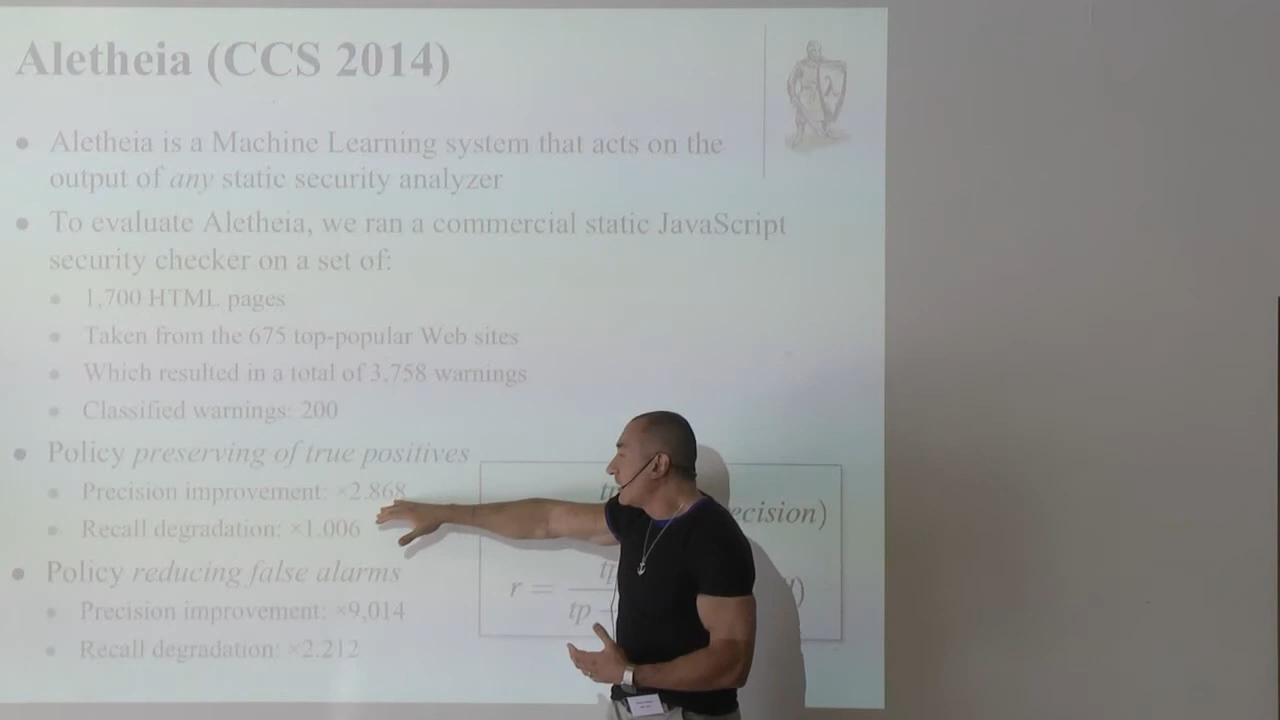 Aletheia (CCS 2014)
λ
● Aletheia is a Machine Learning system that acts on the
output of any static security analyzer
● To evaluate Aletheia, we ran a commercial static JavaScript
security checker on a set of:
● 1,700 HTML pages
● Taken from the 675 top-popular Web sites
● Which resulted in a total of 3,758 warnings
● Classified warnings: 200
● Policy preserving of true positives
● Precision improvement: ×2.868
● Recall degradation: ×1.006
● Policy reducing false alarms
● Precision improvement: ×9,014
● Recall degradation: ×2.212
tp
ecision)
r = tp
tp